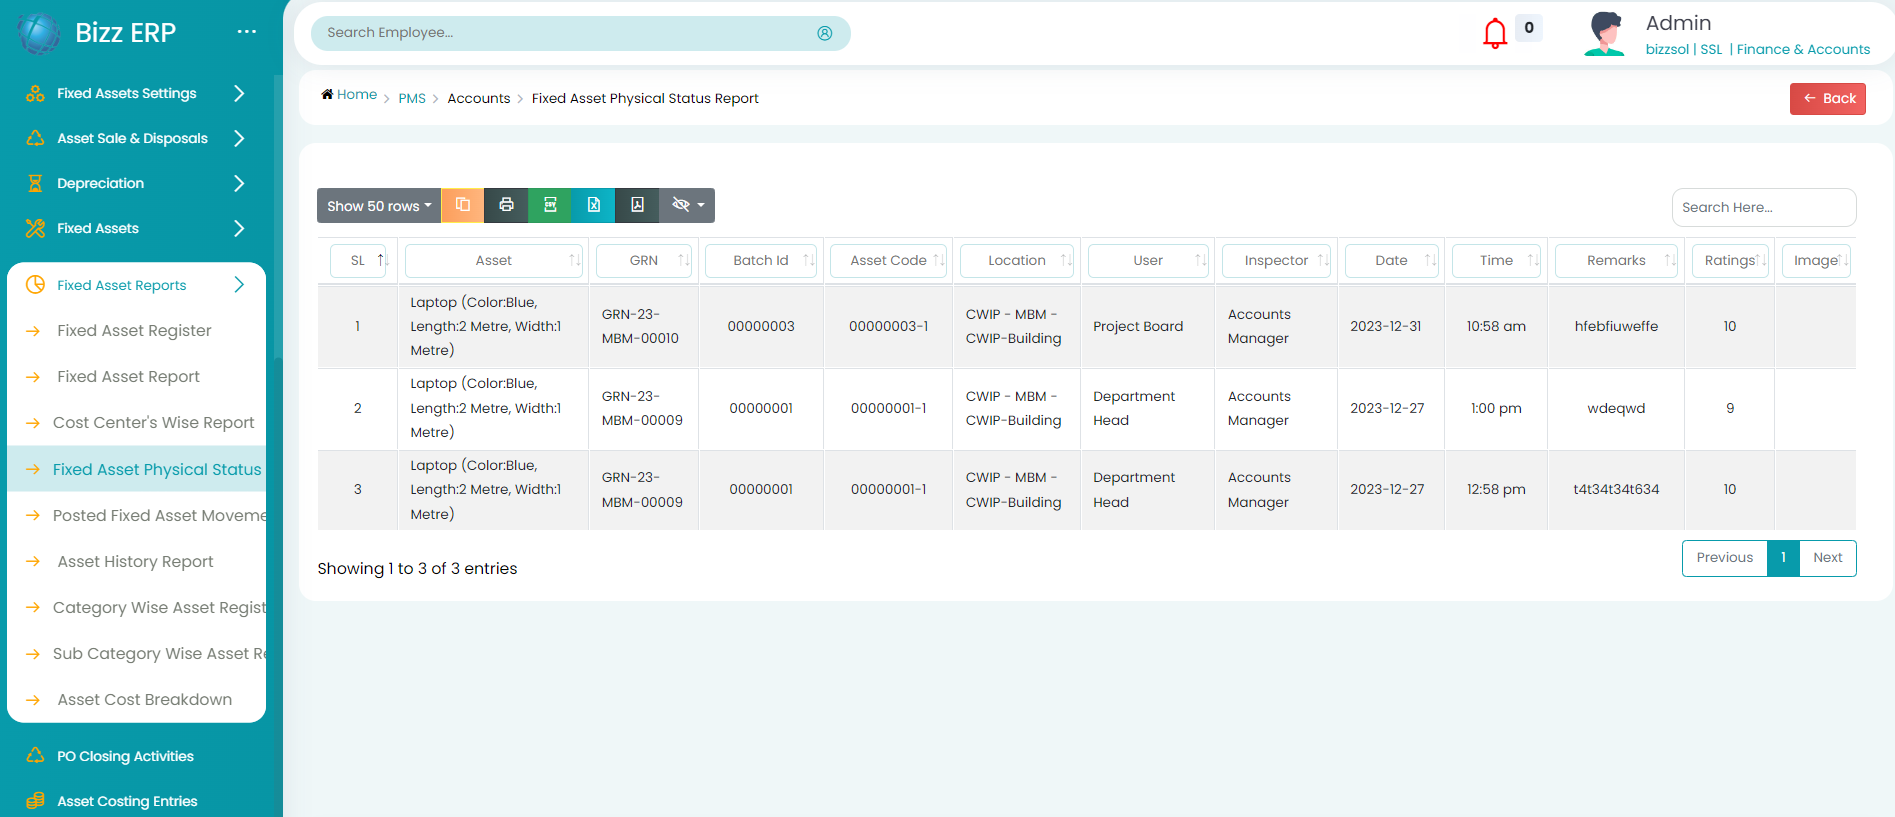 Bizz ERP
Fixed Assets Settings
Asset Sale & Disposals
Depreciation
Fixed Assets
Fixed Asset Reports
Fixed Asset Register
Fixed Asset Report
Cost Center's Wise Report
Fixed Asset Physical Status
Posted Fixed Asset Moveme
Asset History Report
Category Wise Asset Regist
Sub Category Wise Asset Re
Asset Cost Breakdown
PO Closing Activities
Asset Costing Entries
Search Employee...
0
Admin
bizzsol | SSL | Finance & Accounts
Home > PMS > Accounts > Fixed Asset Physical Status Report
Back
Show 50 rows
CSV
Search Here...
SL Asset GRN Batch Id Asset Code Location User Inspector Date Time Remarks Ratings Image
1 Laptop (Color:Blue, Length:2 Metre, Width:1 Metre) GRN-23-MBM-00010 00000003 00000003-1 CWIP - MBM - CWIP-Building Project Board Accounts Manager 2023-12-31 10:58 am hfebfiuweffe 10
2 Laptop (Color:Blue, Length:2 Metre, Width:1 Metre) GRN-23-MBM-00009 00000001 00000001-1 CWIP - MBM - CWIP-Building Department Head Accounts Manager 2023-12-27 1:00 pm wdeqwd 9
3 Laptop (Color:Blue, Length:2 Metre, Width:1 Metre) GRN-23-MBM-00009 00000001 00000001-1 CWIP - MBM - CWIP-Building Department Head Accounts Manager 2023-12-27 12:58 pm t4t34t34t634 10
Showing 1 to 3 of 3 entries
Previous 1 Next